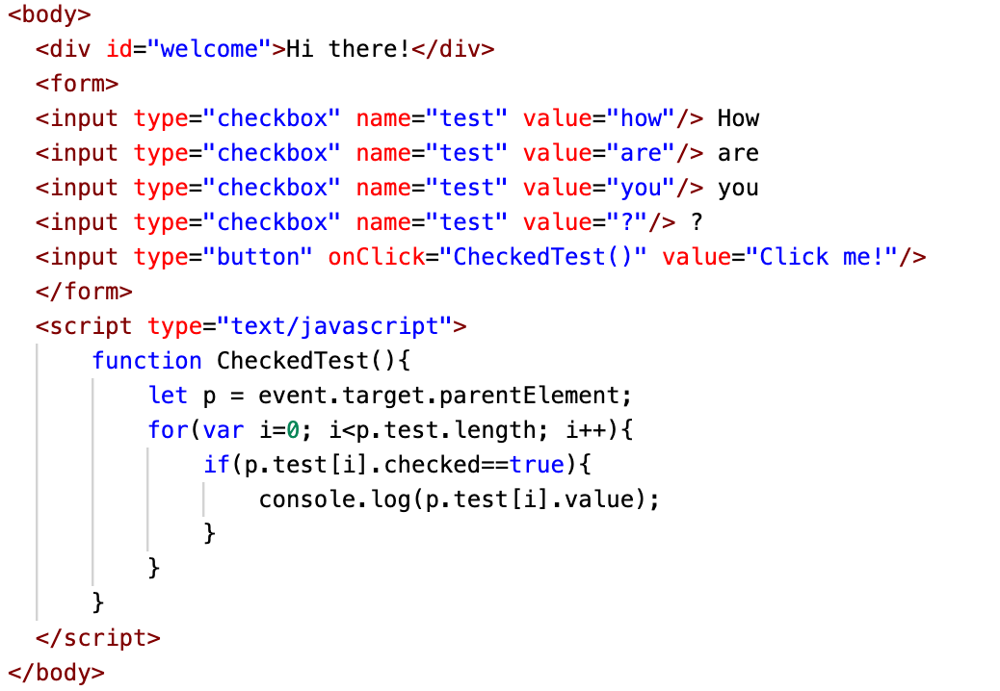 <body>
  <div id="welcome">Hi there!</div>
  <form>
  <input type="checkbox" name="test" value="how"/> How
  <input type="checkbox" name="test" value="are"/> are
  <input type="checkbox" name="test" value="you"/> you
  <input type="checkbox" name="test" value="?"/> ?
  <input type="button" onClick="CheckedTest()" value="Click me!"/>
  </form>
  <script type="text/javascript">
      function CheckedTest(){
          let p = event.target.parentElement;
          for(var i=0; i<p.test.length; i++){
              if(p.test[i].checked==true){
                  console.log(p.test[i].value);
              }
          }
      }
  </script>
</body>